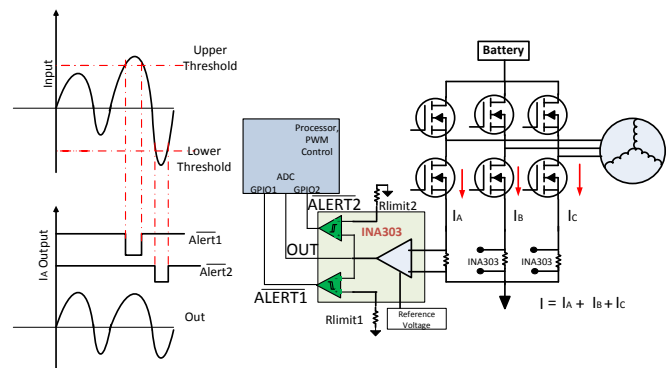 Input
Upper
Threshold
Lower
Threshold
IA Output
Alert1
Alert2
Out
Battery
Processor,
PWM
Control
ADC
GPIO1
GPIO2
ALERT2
Rlimit2
INA303
OUT
ALERT1
Rlimit1
Reference
Voltage
IA
IB
IC
INA303
INA303
I = IA + IB + IC